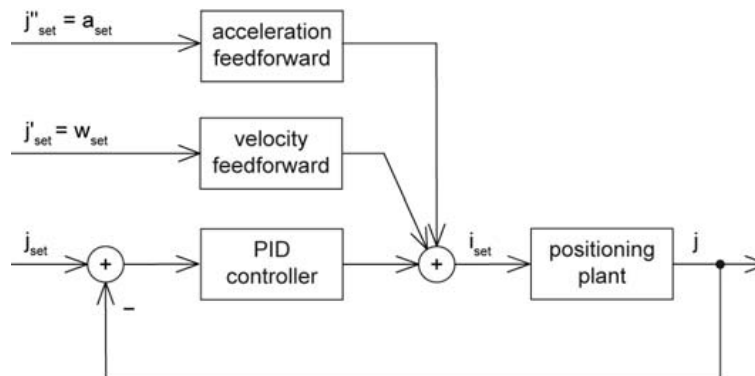 j''set = aset
acceleration
feedforward
j'set = wset
velocity
feedforward
jset
+
−
PID
controller
+
iset
positioning
plant
j